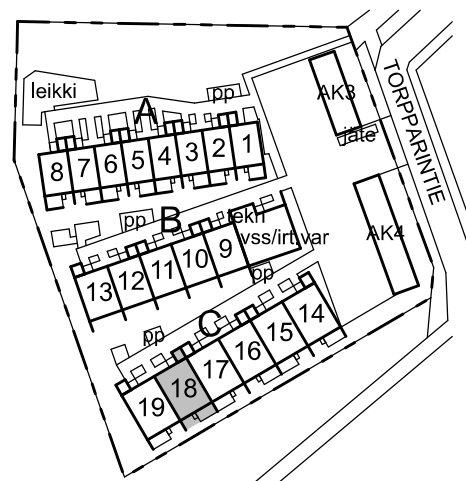 leikki
A
pp
AK3
TORPPARINTIE
jäte
8 7 6 5 4 3 2 1
pp
B
tekn
vss/irt.var
AK4
13 12 11 10 9
pp
pp
C
19 18 17 16 15 14